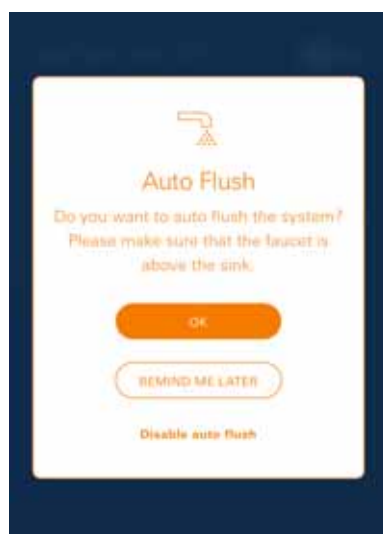 Auto Flush
Do you want to auto flush the system?
Please make sure that the faucet is
above the sink.
OK
REMIND ME LATER
Disable auto flush